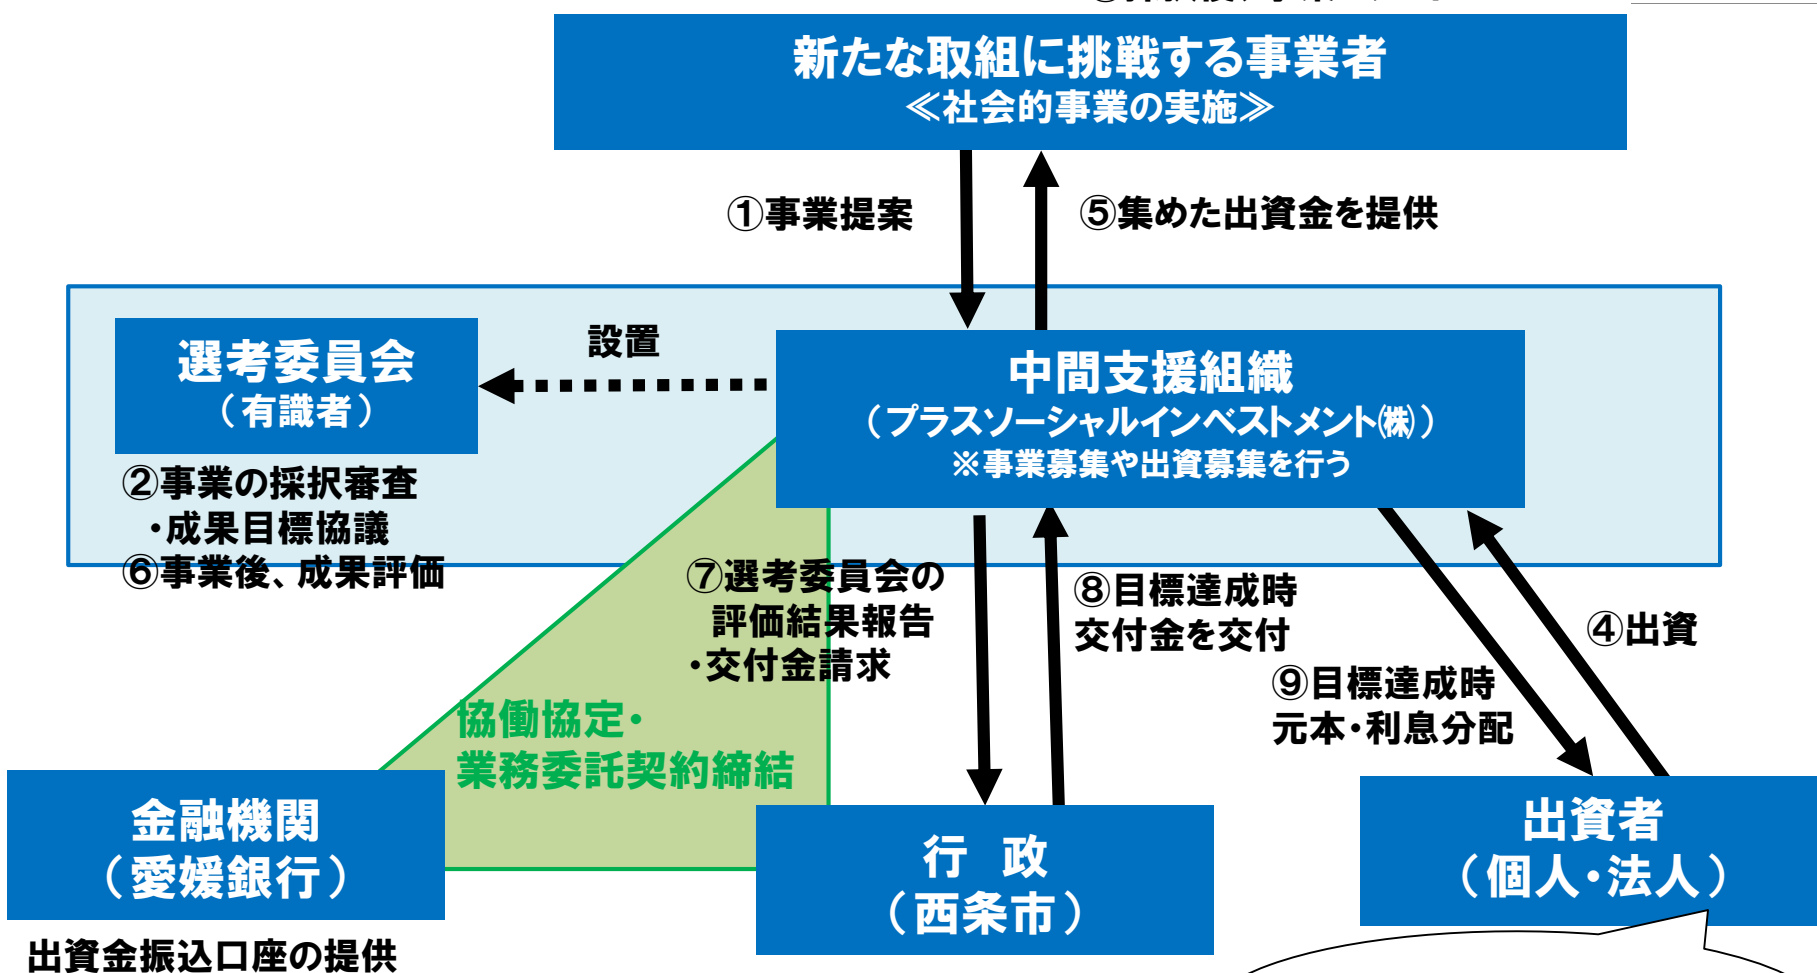 新たな取組に挑戦する事業者
≪社会的事業の実施≫
①事業提案
⑤集めた出資金を提供
選考委員会
（有識者）
設置
中間支援組織
（プラスソーシャルインベストメント㈱）
※事業募集や出資募集を行う
②事業の採択審査
・成果目標協議
⑥事業後、成果評価
⑦選考委員会の
評価結果報告
・交付金請求
⑧目標達成時
交付金を交付
④出資
⑨目標達成時
元本・利息分配
協働協定・
業務委託契約締結
金融機関
（愛媛銀行）
行 政
（西条市）
出資者
（個人・法人）
出資金振込口座の提供